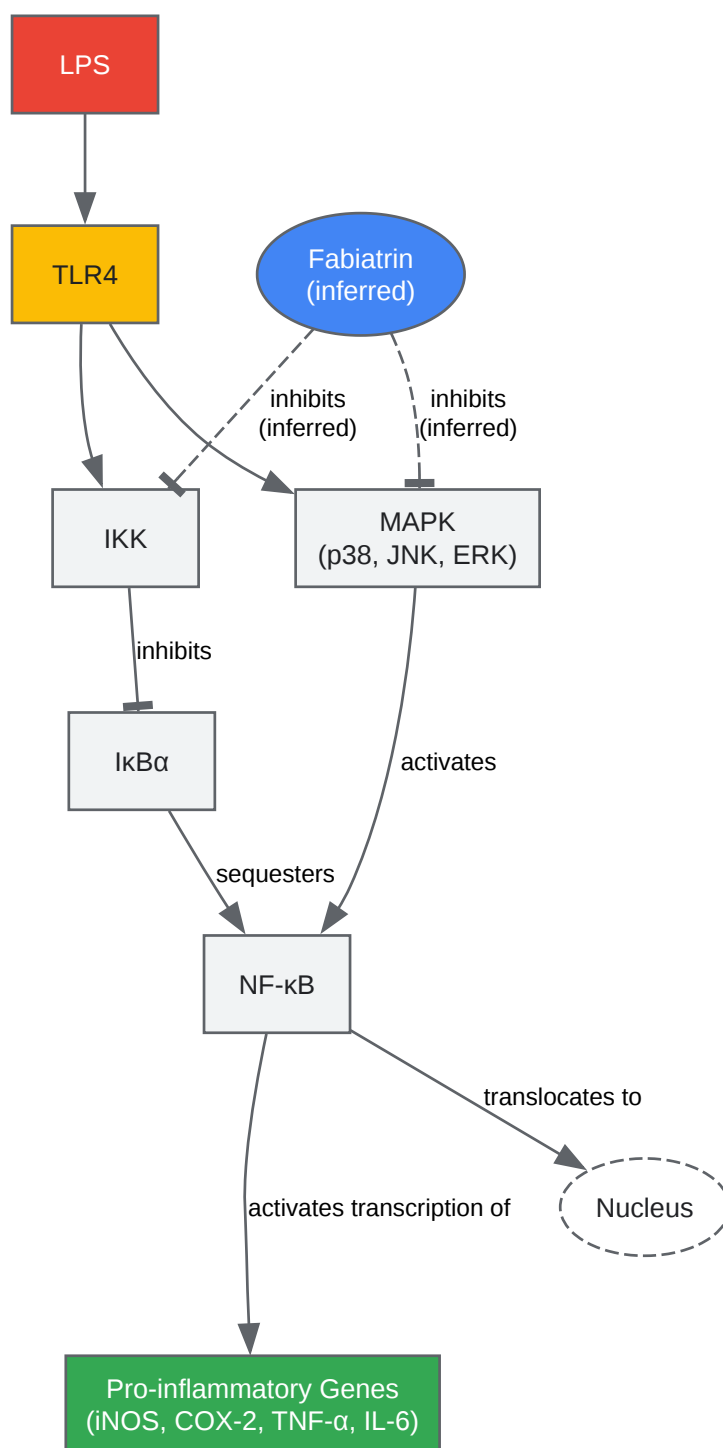 LPS
TLR4
Fabiatrin
(inferred)
inhibits
(inferred)
inhibits
(inferred)
IKK
MAPK
(p38, JNK, ERK)
inhibits
IκBα
activates
sequesters
NF-κB
translocates to
activates transcription of
Nucleus
Pro-inflammatory Genes
(iNOS, COX-2, TNF-α, IL-6)